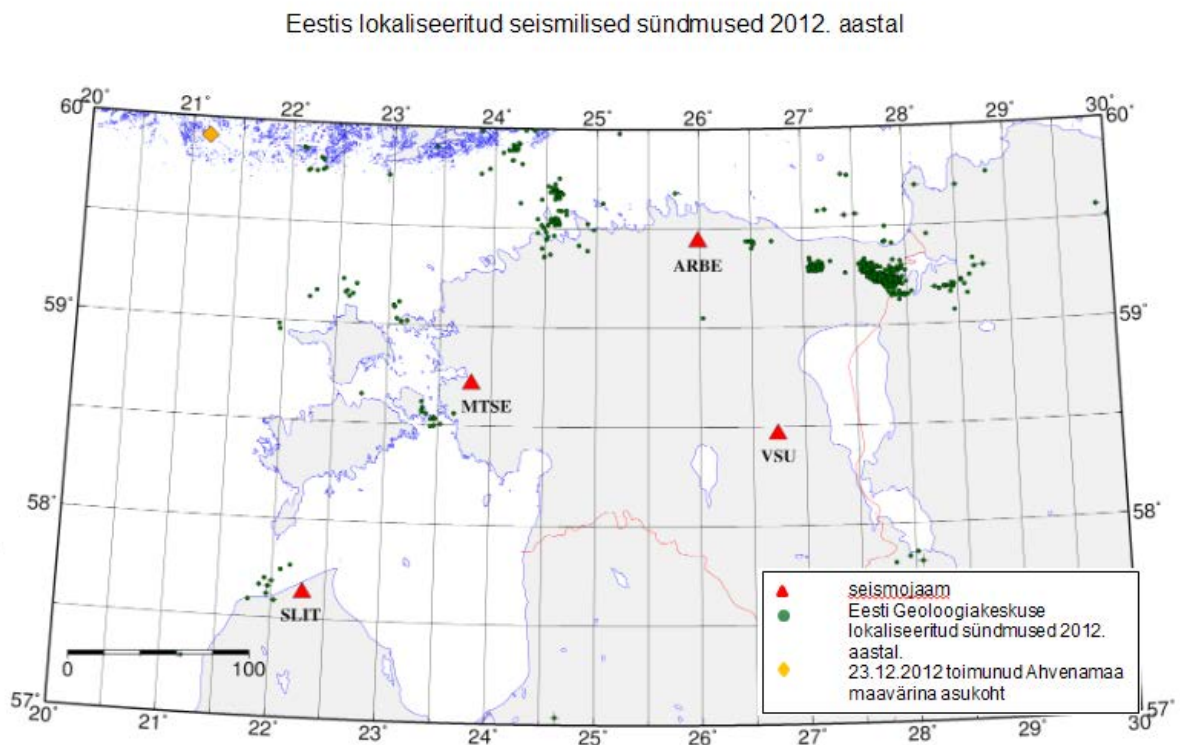 Eestis lokaliseeritud seismilised sündmused 2012. aastal
60˚ 20˚ 21˚ 22˚ 23˚ 24˚ 25˚ 26˚ 27˚ 28˚ 29˚ 30˚ 60˚
ARBE
59˚ 59˚
MTSE
VSU
58˚ 58˚
SLIT
0 100
seismojaam
Eesti Geoloogiakeskuse
lokaliseeritud sündmused 2012.
aastal.
23.12.2012 toimunud Ahvenamaa
maavärina asukoht
57˚ 57˚
20˚ 21˚ 22˚ 23˚ 24˚ 25˚ 26˚ 27˚ 28˚ 29˚ 30˚